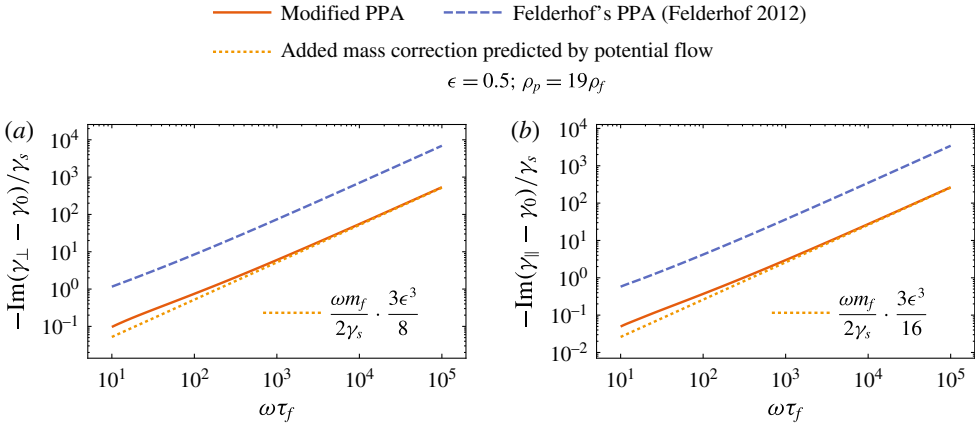 Modified PPA
Felderhof's PPA (Felderhof 2012)
Added mass correction predicted by potential flow
ϵ = 0.5; ρ_p = 19ρ_f
(a)
10^4
10^3
10^2
10^1
10^0
10^−1
−Im(γ_⊥ − γ_0)/γ_s
ωm_f/2γ_s · 3ϵ^3/8
10^1 10^2 10^3 10^4 10^5
ωτ_f
(b)
10^4
10^3
10^2
10^1
10^0
10^−1
10^−2
−Im(γ_∥ − γ_0)/γ_s
ωm_f/2γ_s · 3ϵ^3/16
10^1 10^2 10^3 10^4 10^5
ωτ_f